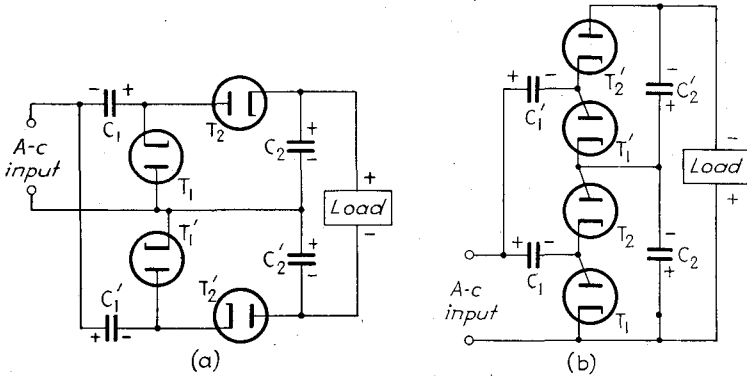 A-c
input
- +
C₁
T₂
T₁
C₂
+
-
+
Load
-
T₁'
C₂'
+
-
C₁'
+ -
T₂'
(a)
T₂'
+ -
C₁'
T₁'
-
+
C₂'
-
Load
+
T₂
+ -
C₁
-
+
C₂
T₁
A-c
input
(b)